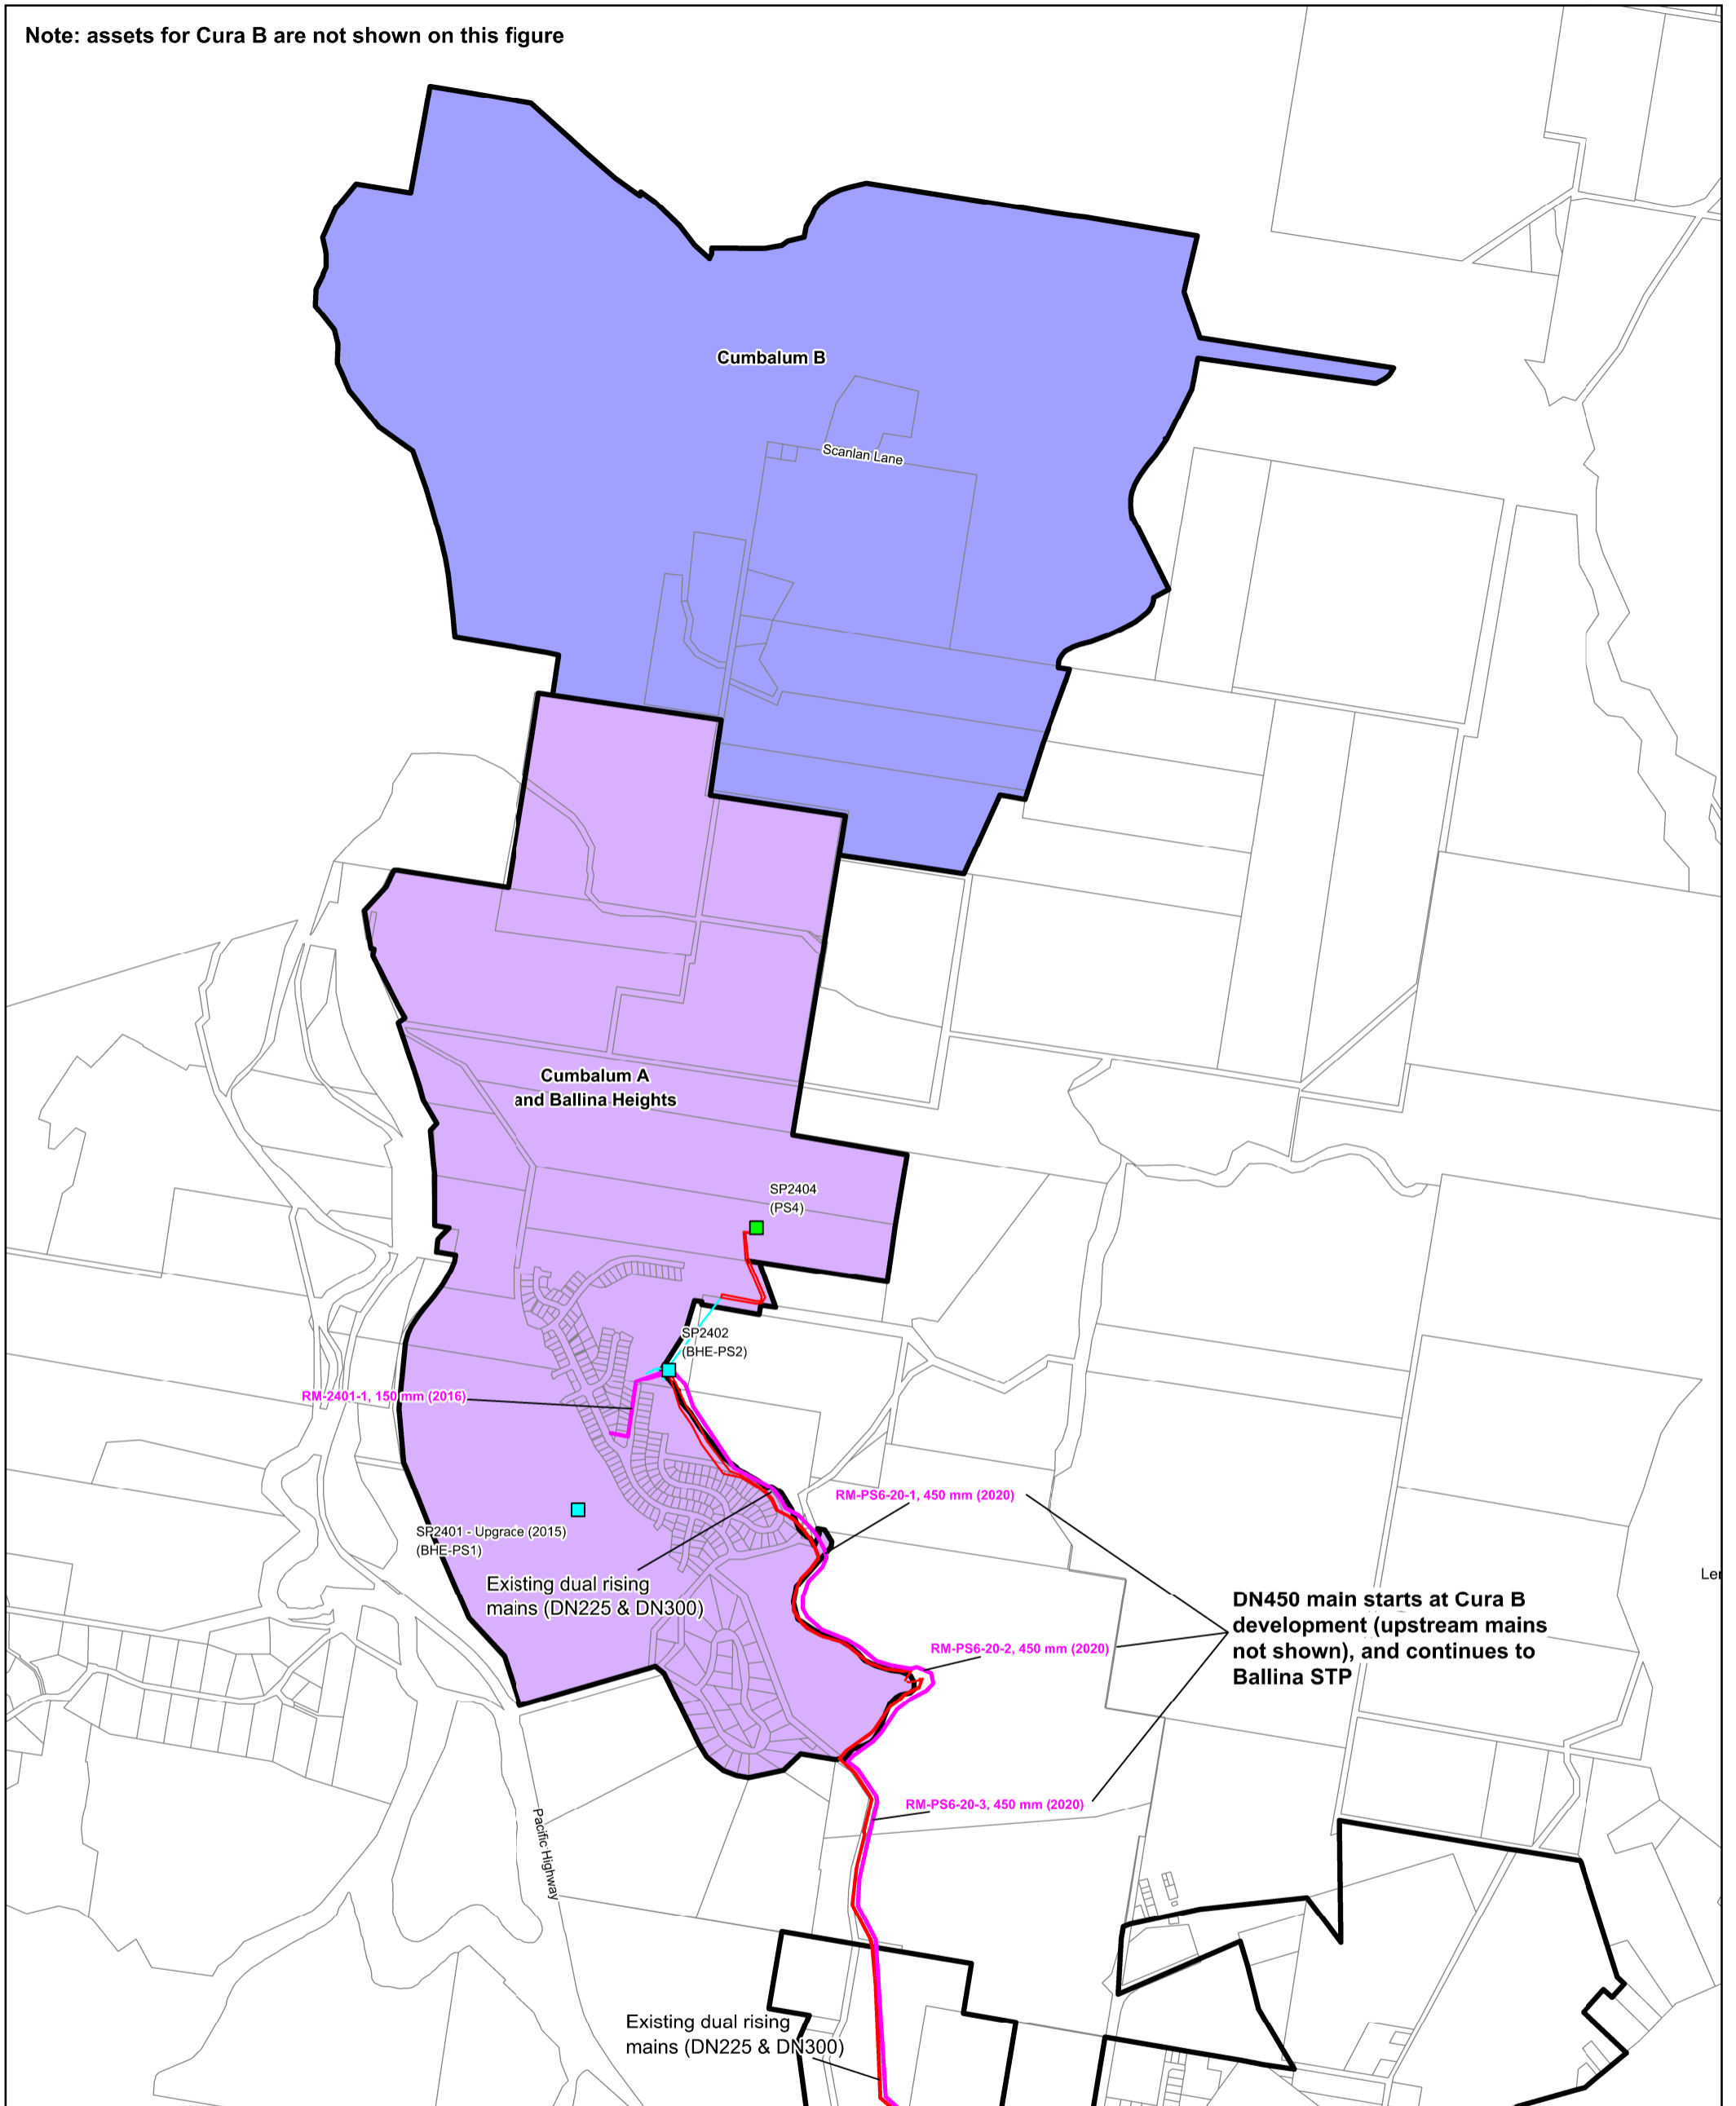 Note: assets for Cura B are not shown on this figure
Cumbalum B
Scanlan Lane
Cumbalum A
and Ballina Heights
SP2404
(PS4)
SP2402
(BHE-PS2)
RM-2401-1, 150 mm (2016)
RM-PS6-20-1, 450 mm (2020)
SP2401 - Upgrace (2015)
(BHE-PS1)
Existing dual rising
mains (DN225 & DN300)
DN450 main starts at Cura B
development (upstream mains
not shown), and continues to
Ballina STP
Ler
RM-PS6-20-2, 450 mm (2020)
RM-PS6-20-3, 450 mm (2020)
Pacific Highway
Existing dual rising
mains (DN225 & DN300)